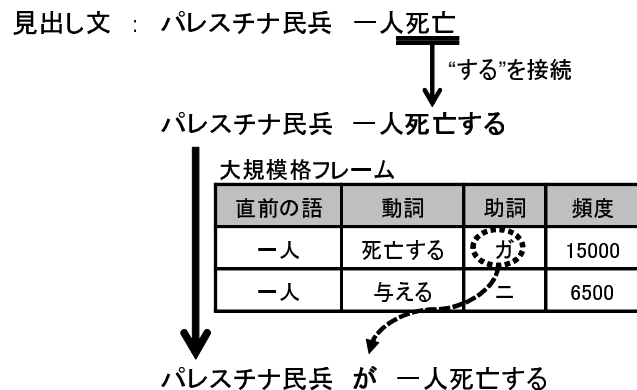 見出し文 : パレスチナ民兵 一人死亡
“する”を接続
パレスチナ民兵 一人死亡する
大規模格フレーム
直前の語 動詞 助詞 頻度
一人 死亡する ガ 15000
一人 与える ニ 6500
パレスチナ民兵 が 一人死亡する